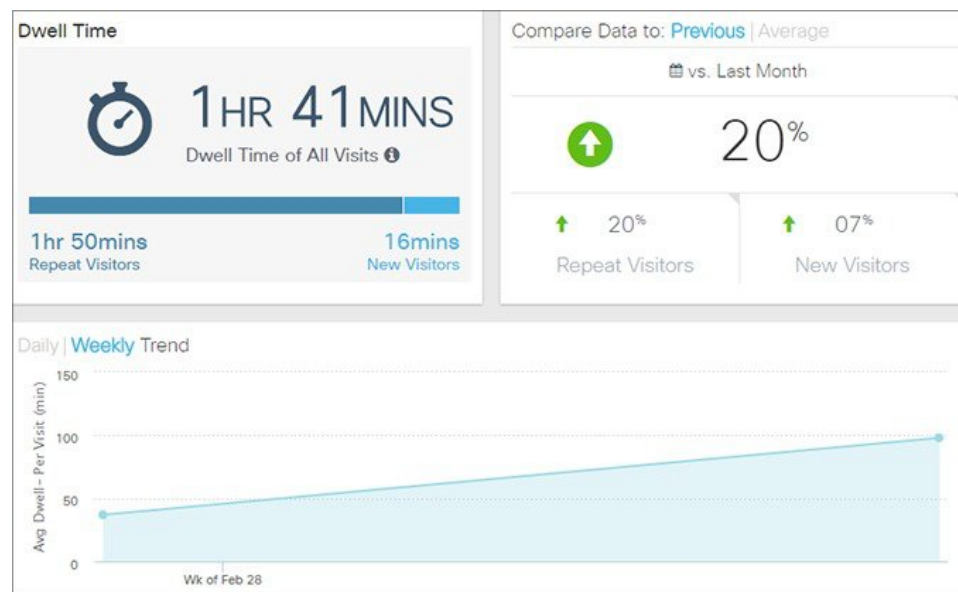 Dwell Time
1HR 41MINS
Dwell Time of All Visits
1hr 50mins
Repeat Visitors
16mins
New Visitors
Compare Data to: Previous | Average
vs. Last Month
20%
20%
Repeat Visitors
07%
New Visitors
Daily | Weekly Trend
Avg Dwell - Per Visit (min)
150
100
50
0
Wk of Feb 28